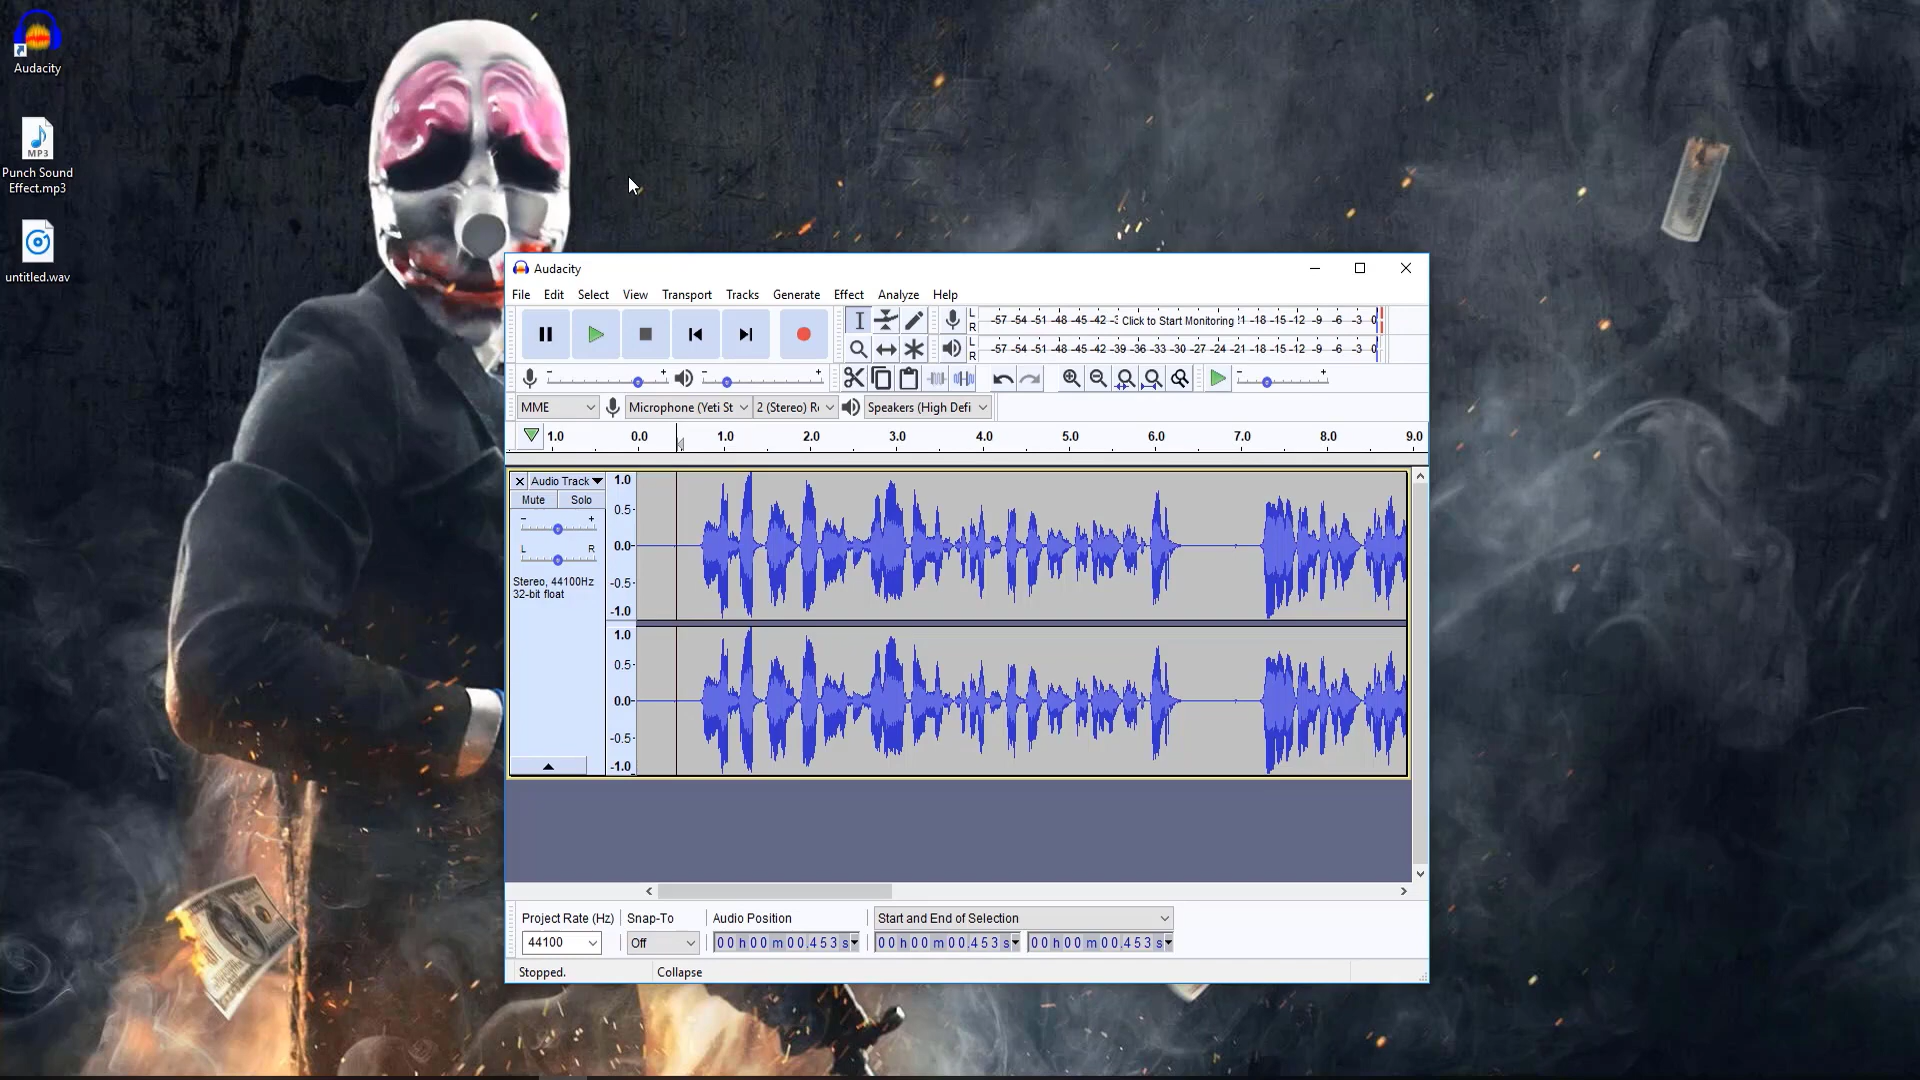 Audacity
MP3
Punch Sound
Effect.mp3
untitled.wav
Audacity
File Edit Select View Transport Tracks Generate Effect Analyze Help
L R -57 -54 -51 -48 -45 -42 -3 Click to Start Monitoring !1 -18 -15 -12 -9 -6 -3 0
L R -57 -54 -51 -48 -45 -42 -39 -36 -33 -30 -27 -24 -21 -18 -15 -12 -9 -6 -3 0
- + - + - +
MME Microphone (Yeti St 2 (Stereo) Re Speakers (High Defi
1.0 0.0 1.0 2.0 3.0 4.0 5.0 6.0 7.0 8.0 9.0
Audio Track
Mute Solo
- +
L R
Stereo, 44100Hz
32-bit float
1.0
0.5
0.0
-0.5
-1.0
1.0
0.5
0.0
-0.5
-1.0
Project Rate (Hz) Snap-To Audio Position Start and End of Selection
44100 Off 00 h 00 m 00.453 s 00 h 00 m 00.453 s 00 h 00 m 00.453 s
Stopped. Collapse